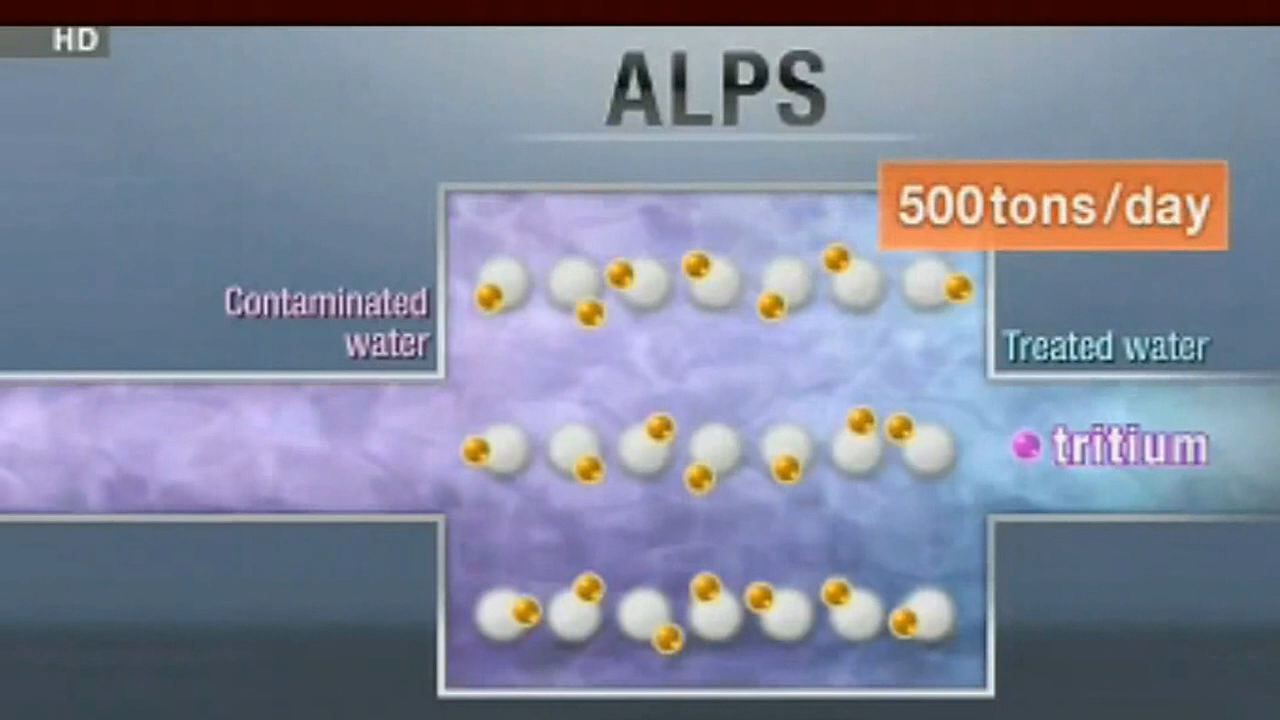 HD
ALPS
500tons/day
Contaminated
water
Treated water
tritium